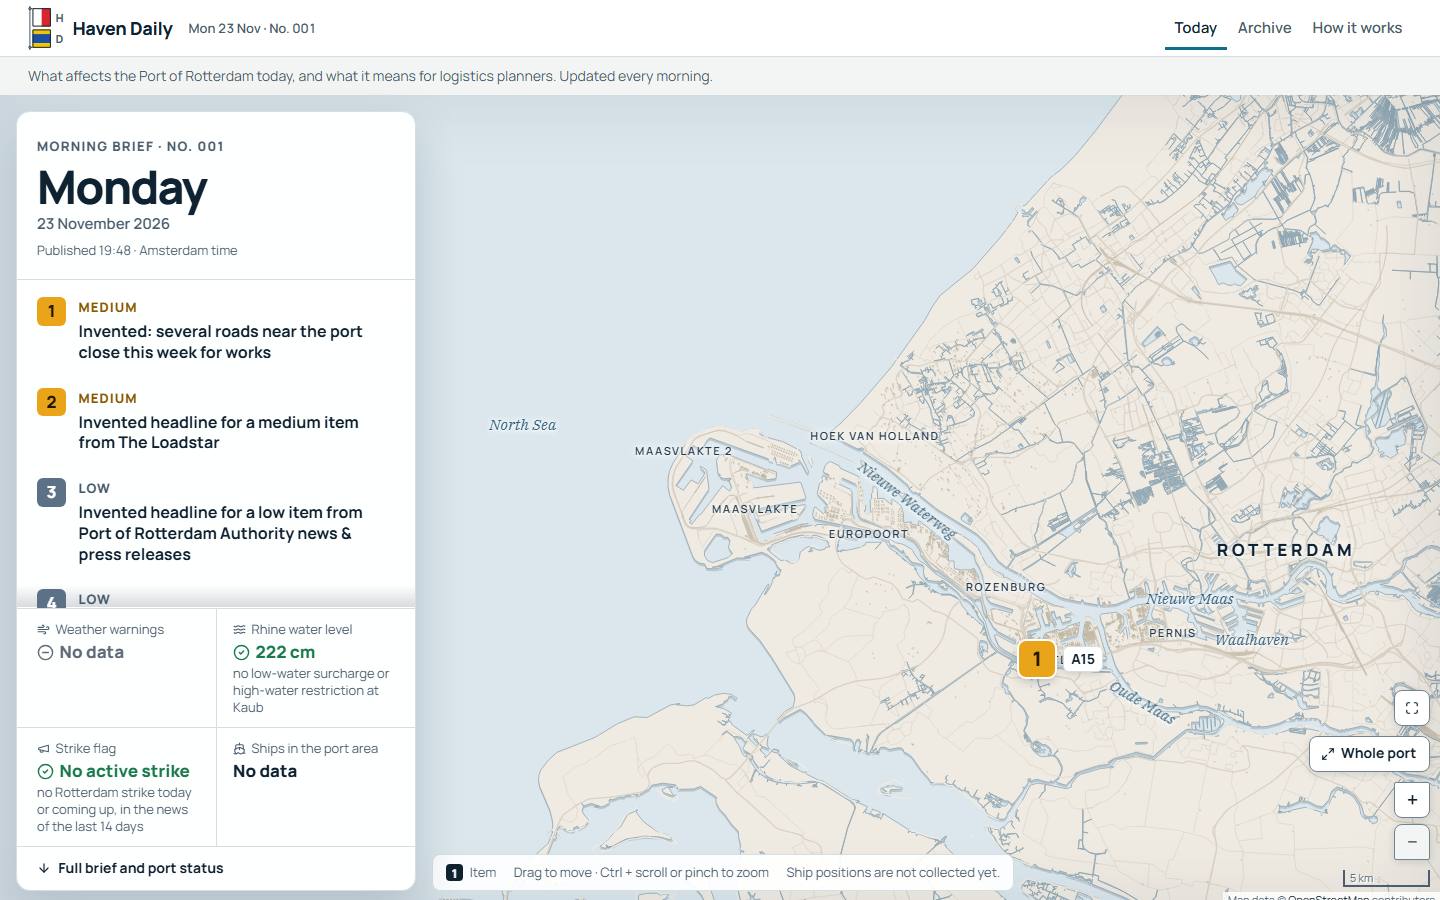 H
D
Haven Daily
Mon 23 Nov · No. 001
Today
Archive
How it works
What affects the Port of Rotterdam today, and what it means for logistics planners. Updated every morning.
MORNING BRIEF · NO. 001
Monday
23 November 2026
Published 19:48 · Amsterdam time
1
MEDIUM
Invented: several roads near the port
close this week for works
2
MEDIUM
Invented headline for a medium item
from The Loadstar
3
LOW
Invented headline for a low item from
Port of Rotterdam Authority news &
press releases
4
LOW
Weather warnings
No data
Rhine water level
222 cm
no low-water surcharge or
high-water restriction at
Kaub
Strike flag
No active strike
no Rotterdam strike today
or coming up, in the news
of the last 14 days
Ships in the port area
No data
Full brief and port status
North Sea
MAASVLAKTE 2
HOEK VAN HOLLAND
Nieuwe Waterweg
MAASVLAKTE
EUROPOORT
ROTTERDAM
ROZENBURG
Nieuwe Maas
PERNIS
Waalhaven
1
A15
Oude Maas
Whole port
+
−
5 km
1 Item
Drag to move · Ctrl + scroll or pinch to zoom
Ship positions are not collected yet.
Map data © OpenStreetMap contributors